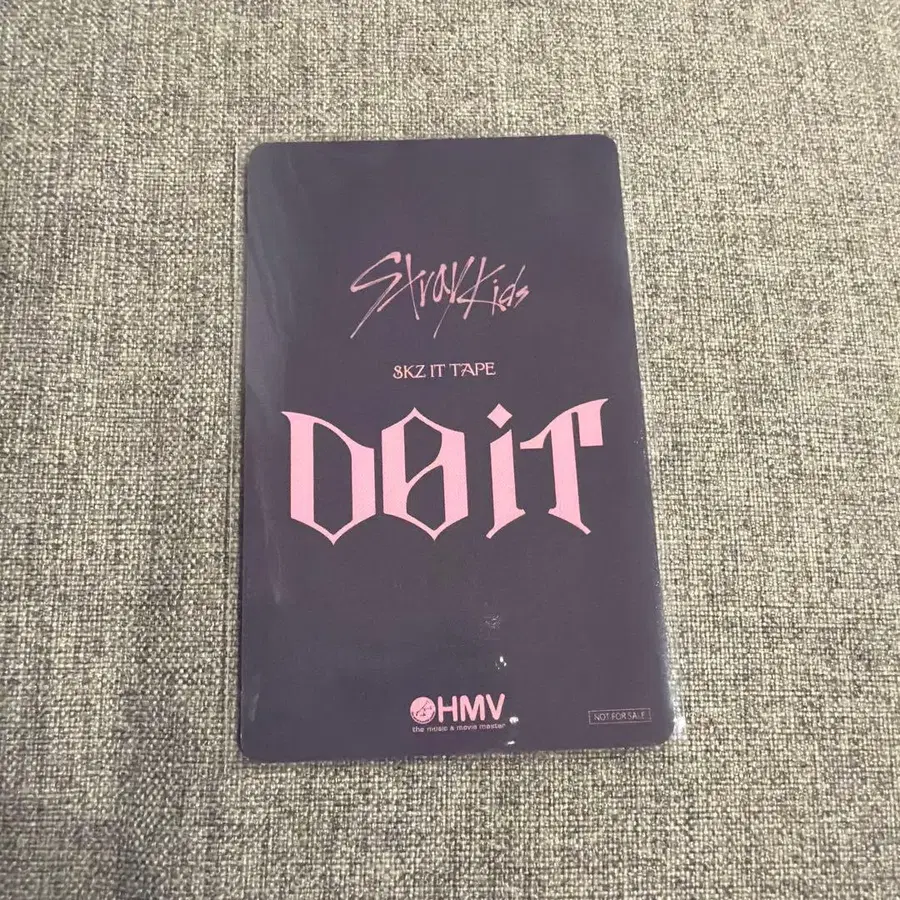 Stray Kids
SKZ IT TAPE
DO iT
HMV
the music & movie master
NOT FOR SALE